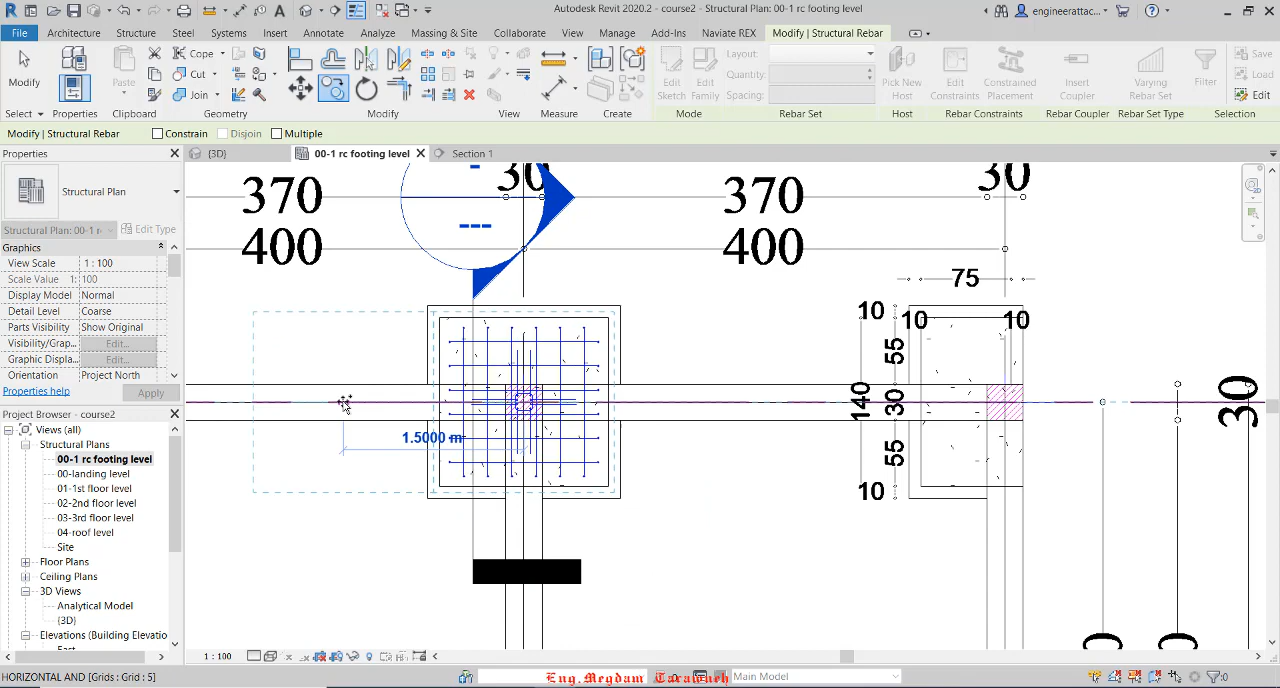 Autodesk Revit 2020.2 - course2 - Structural Plan: 00-1 rc footing level
engineerattac...
File Architecture Structure Steel Systems Insert Annotate Analyze Massing & Site Collaborate View Manage Add-Ins Naviate REX Modify | Structural Rebar
Modify
Paste
Cope
Cut
Join
Edit Sketch
Edit Family
Layout:
Quantity:
Spacing:
Pick New Host
Edit Constraints
Constrained Placement
Insert Coupler
Varying Rebar Set
Filter
Save
Load
Edit
Select Properties Clipboard Geometry Modify View Measure Create Mode Rebar Set Host Rebar Constraints Rebar Coupler Rebar Set Type Selection
Modify | Structural Rebar Constrain Disjoin Multiple
Properties
{3D} 00-1 rc footing level Section 1
Structural Plan
Structural Plan: 00-1 r
Edit Type
Graphics
View Scale 1 : 100
Scale Value 1: 100
Display Model Normal
Detail Level Coarse
Parts Visibility Show Original
Visibility/Grap... Edit...
Graphic Displa... Edit...
Orientation Project North
Properties help Apply
Project Browser - course2
Views (all)
Structural Plans
00-1 rc footing level
00-landing level
01-1st floor level
02-2nd floor level
03-3rd floor level
04-roof level
Site
Floor Plans
Ceiling Plans
3D Views
Analytical Model
{3D}
Elevations (Building Elevatio
370
30
370
30
400
---
400
75
10
10
10
55
140
30
30
55
10
1.5000 m
0
0
1 : 100
HORIZONTAL AND [Grids : Grid : 5]
Eng.Megdam Tarawneh
Main Model
:0